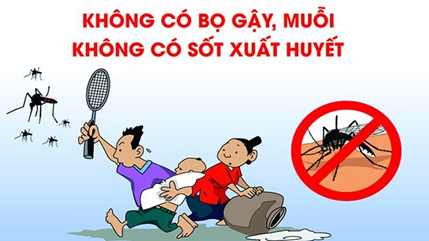 KHÔNG CÓ BỌ GẬY, MUỖI
KHÔNG CÓ SỐT XUẤT HUYẾT